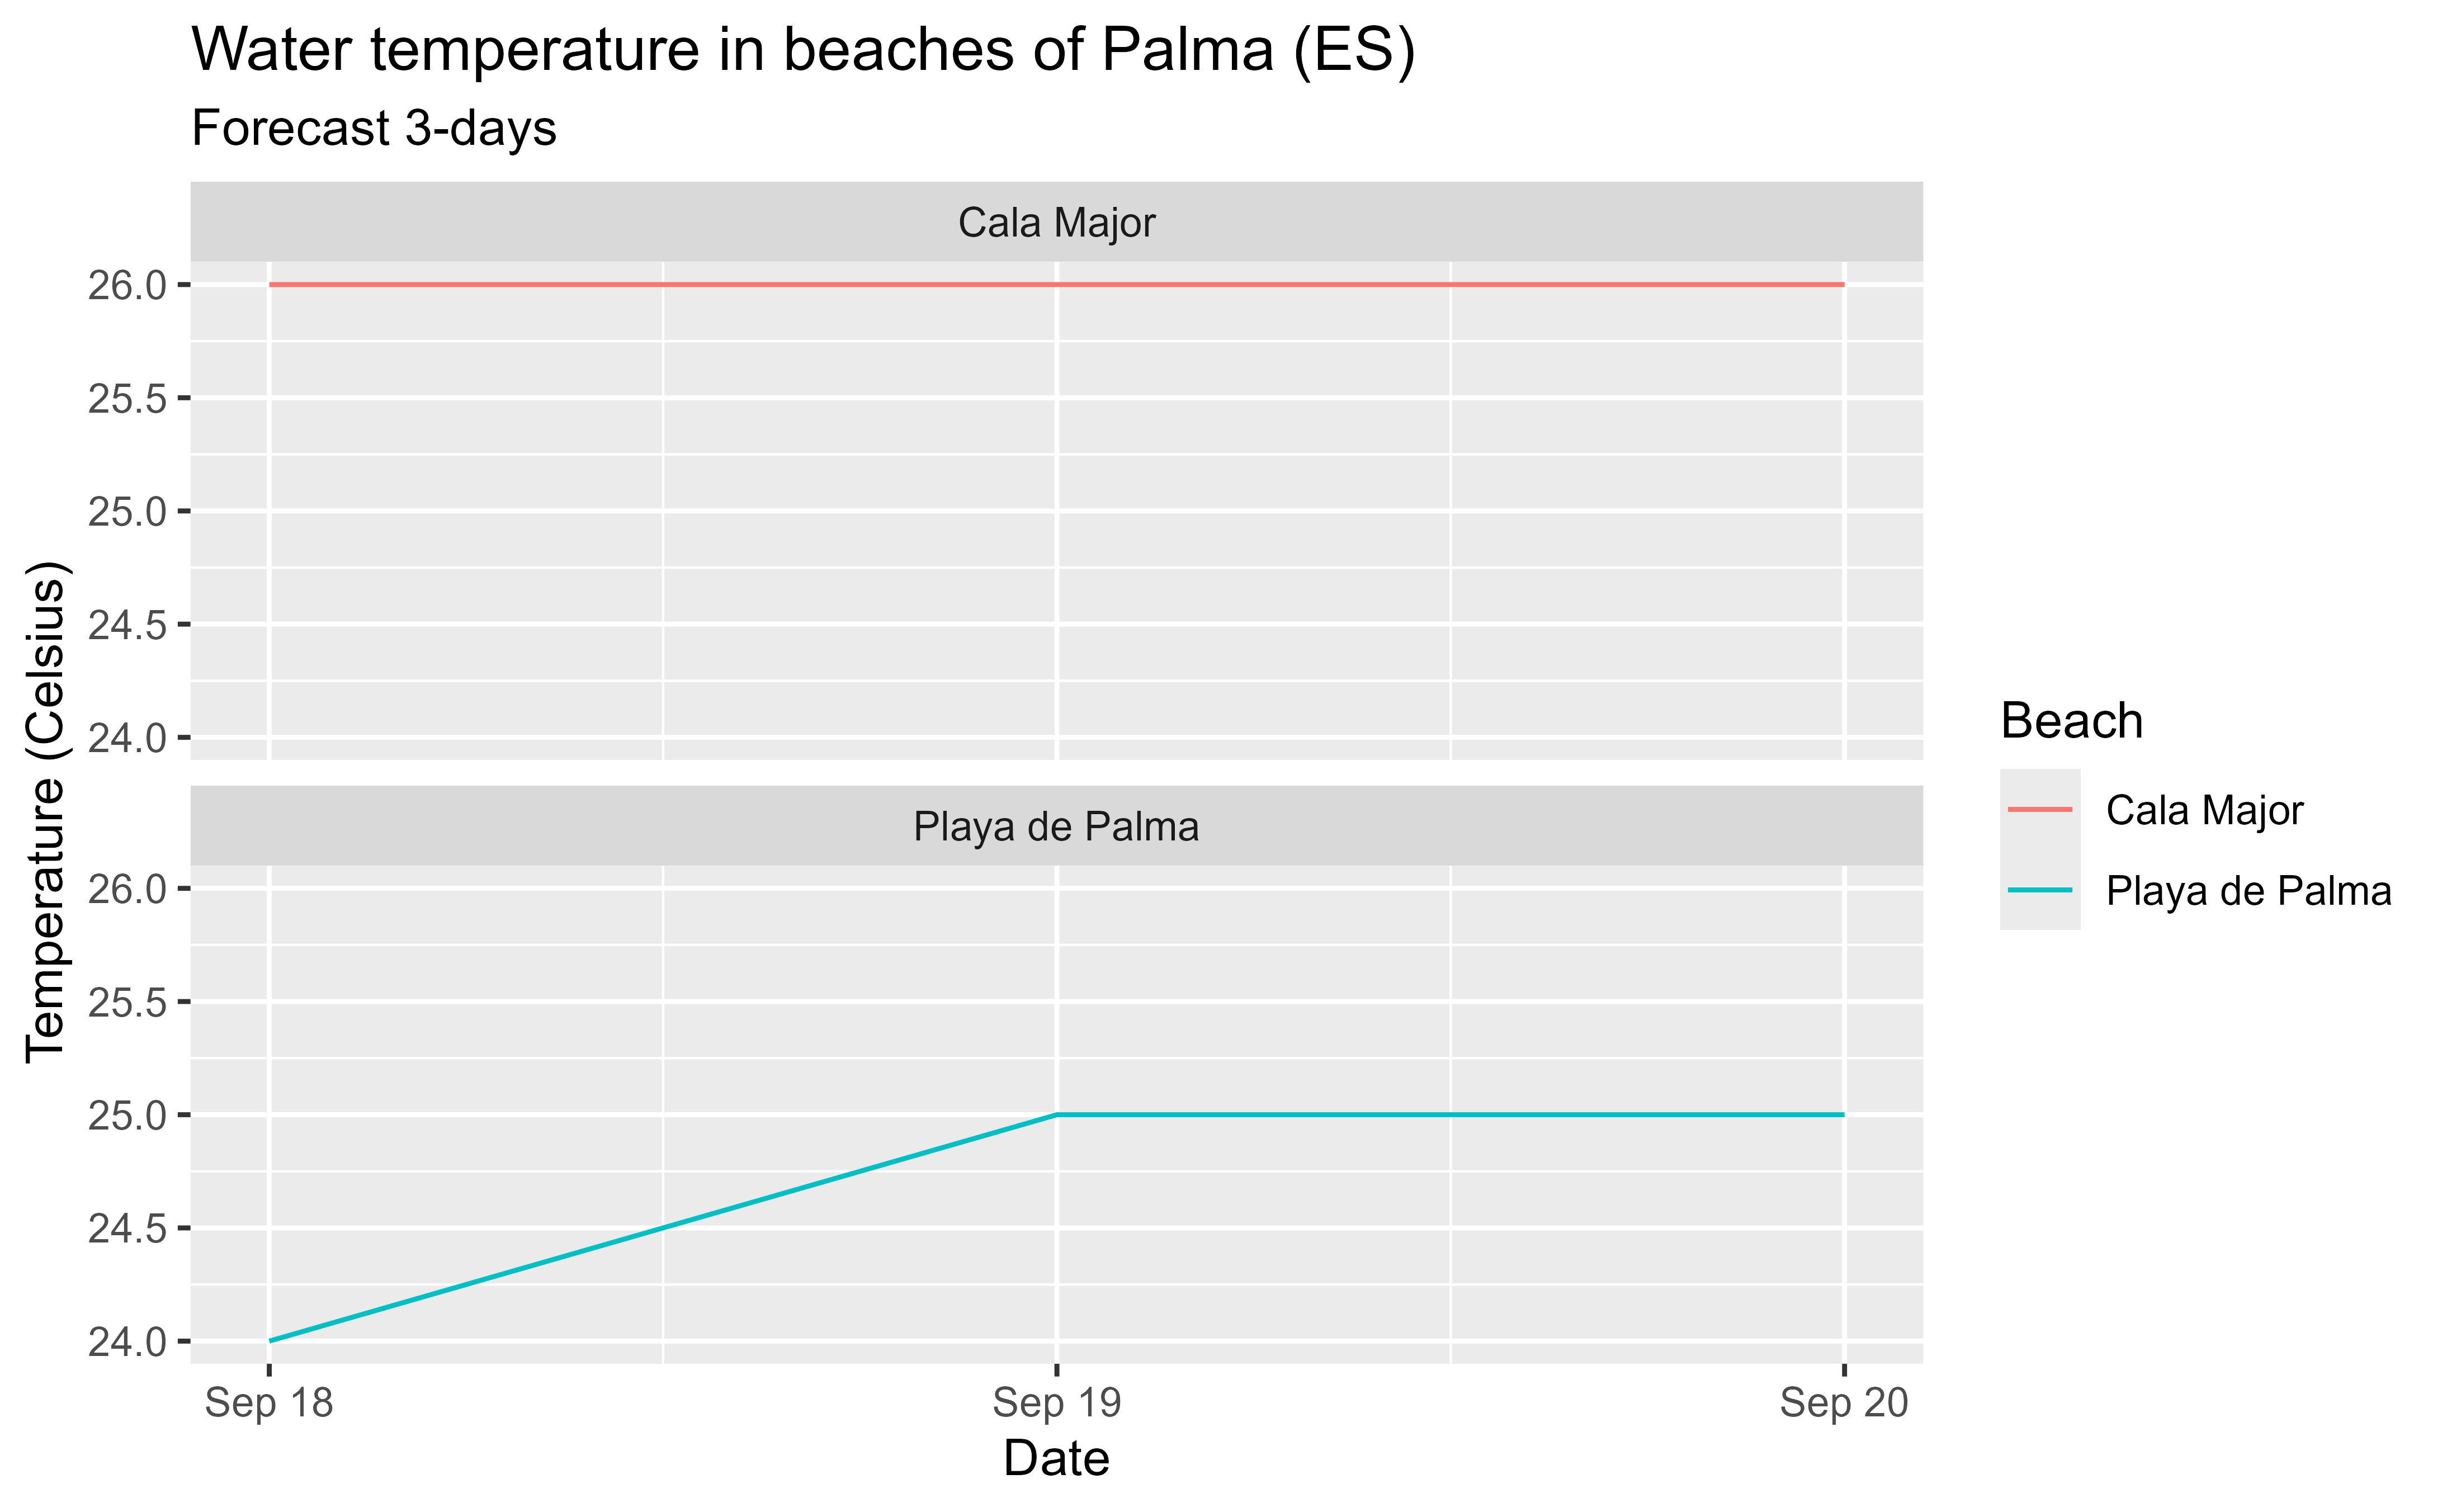 Water temperature in beaches of Palma (ES)
Forecast 3-days
Cala Major
26.0
25.5
25.0
24.5
24.0
Playa de Palma
26.0
25.5
25.0
24.5
24.0
Temperature (Celsius)
Sep 18
Sep 19
Sep 20
Date
Beach
Cala Major
Playa de Palma